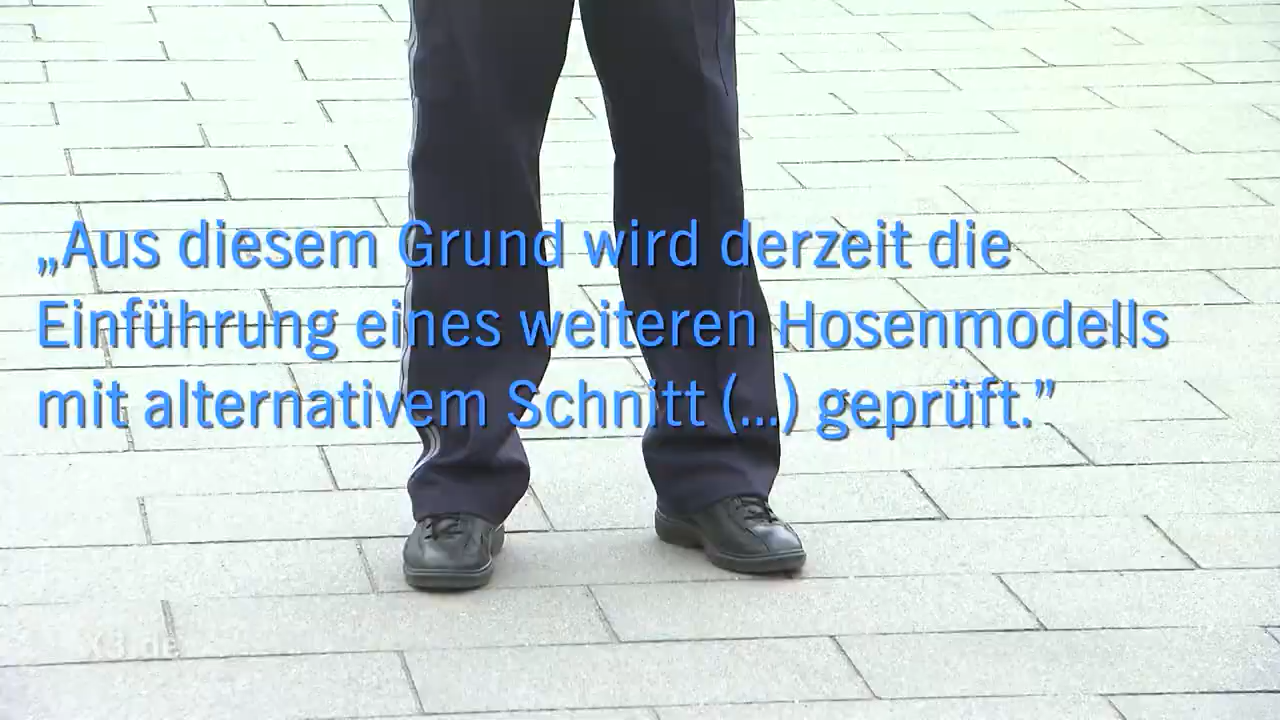 „Aus diesem Grund wird derzeit die
Einführung eines weiteren Hosenmodells
mit alternativem Schnitt (...) geprüft.”
X3.de